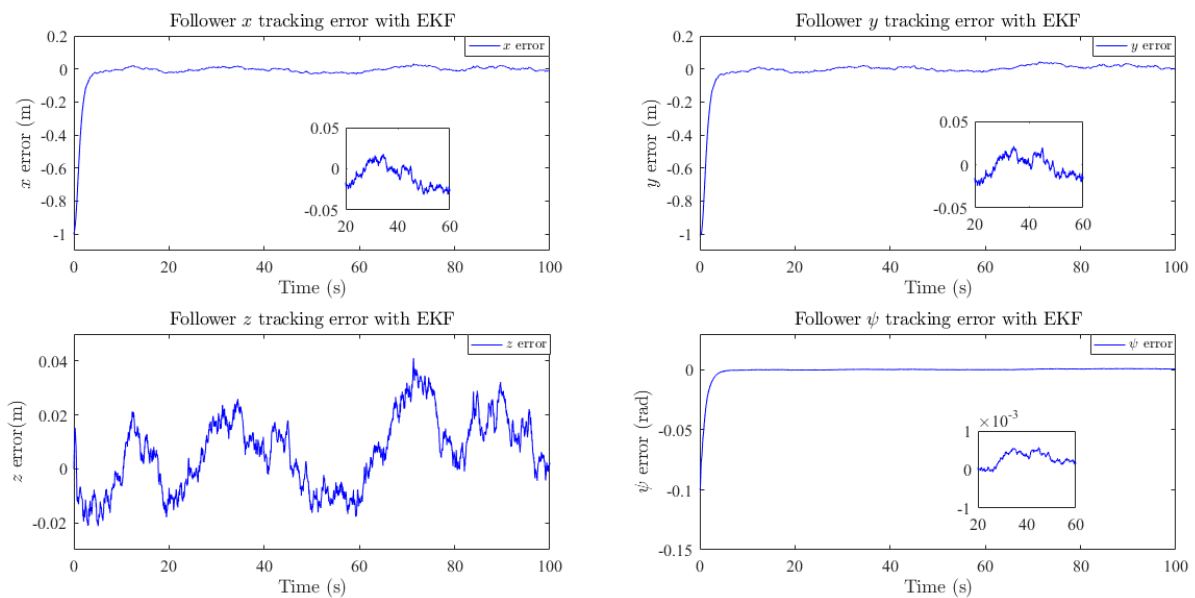 Follower x tracking error with EKF
0.2
0
-0.2
-0.4
-0.6
-0.8
-1
x error (m)
x error
0.05
0
-0.05
20 40 60
0 20 40 60 80 100
Time (s)
Follower y tracking error with EKF
0.2
0
-0.2
-0.4
-0.6
-0.8
-1
y error (m)
y error
0.05
0
-0.05
20 40 60
0 20 40 60 80 100
Time (s)
Follower z tracking error with EKF
0.04
0.02
0
-0.02
z error(m)
z error
0 20 40 60 80 100
Time (s)
Follower ψ tracking error with EKF
0
-0.05
-0.1
-0.15
ψ error (rad)
ψ error
×10⁻³
1
0
-1
20 40 60
0 20 40 60 80 100
Time (s)